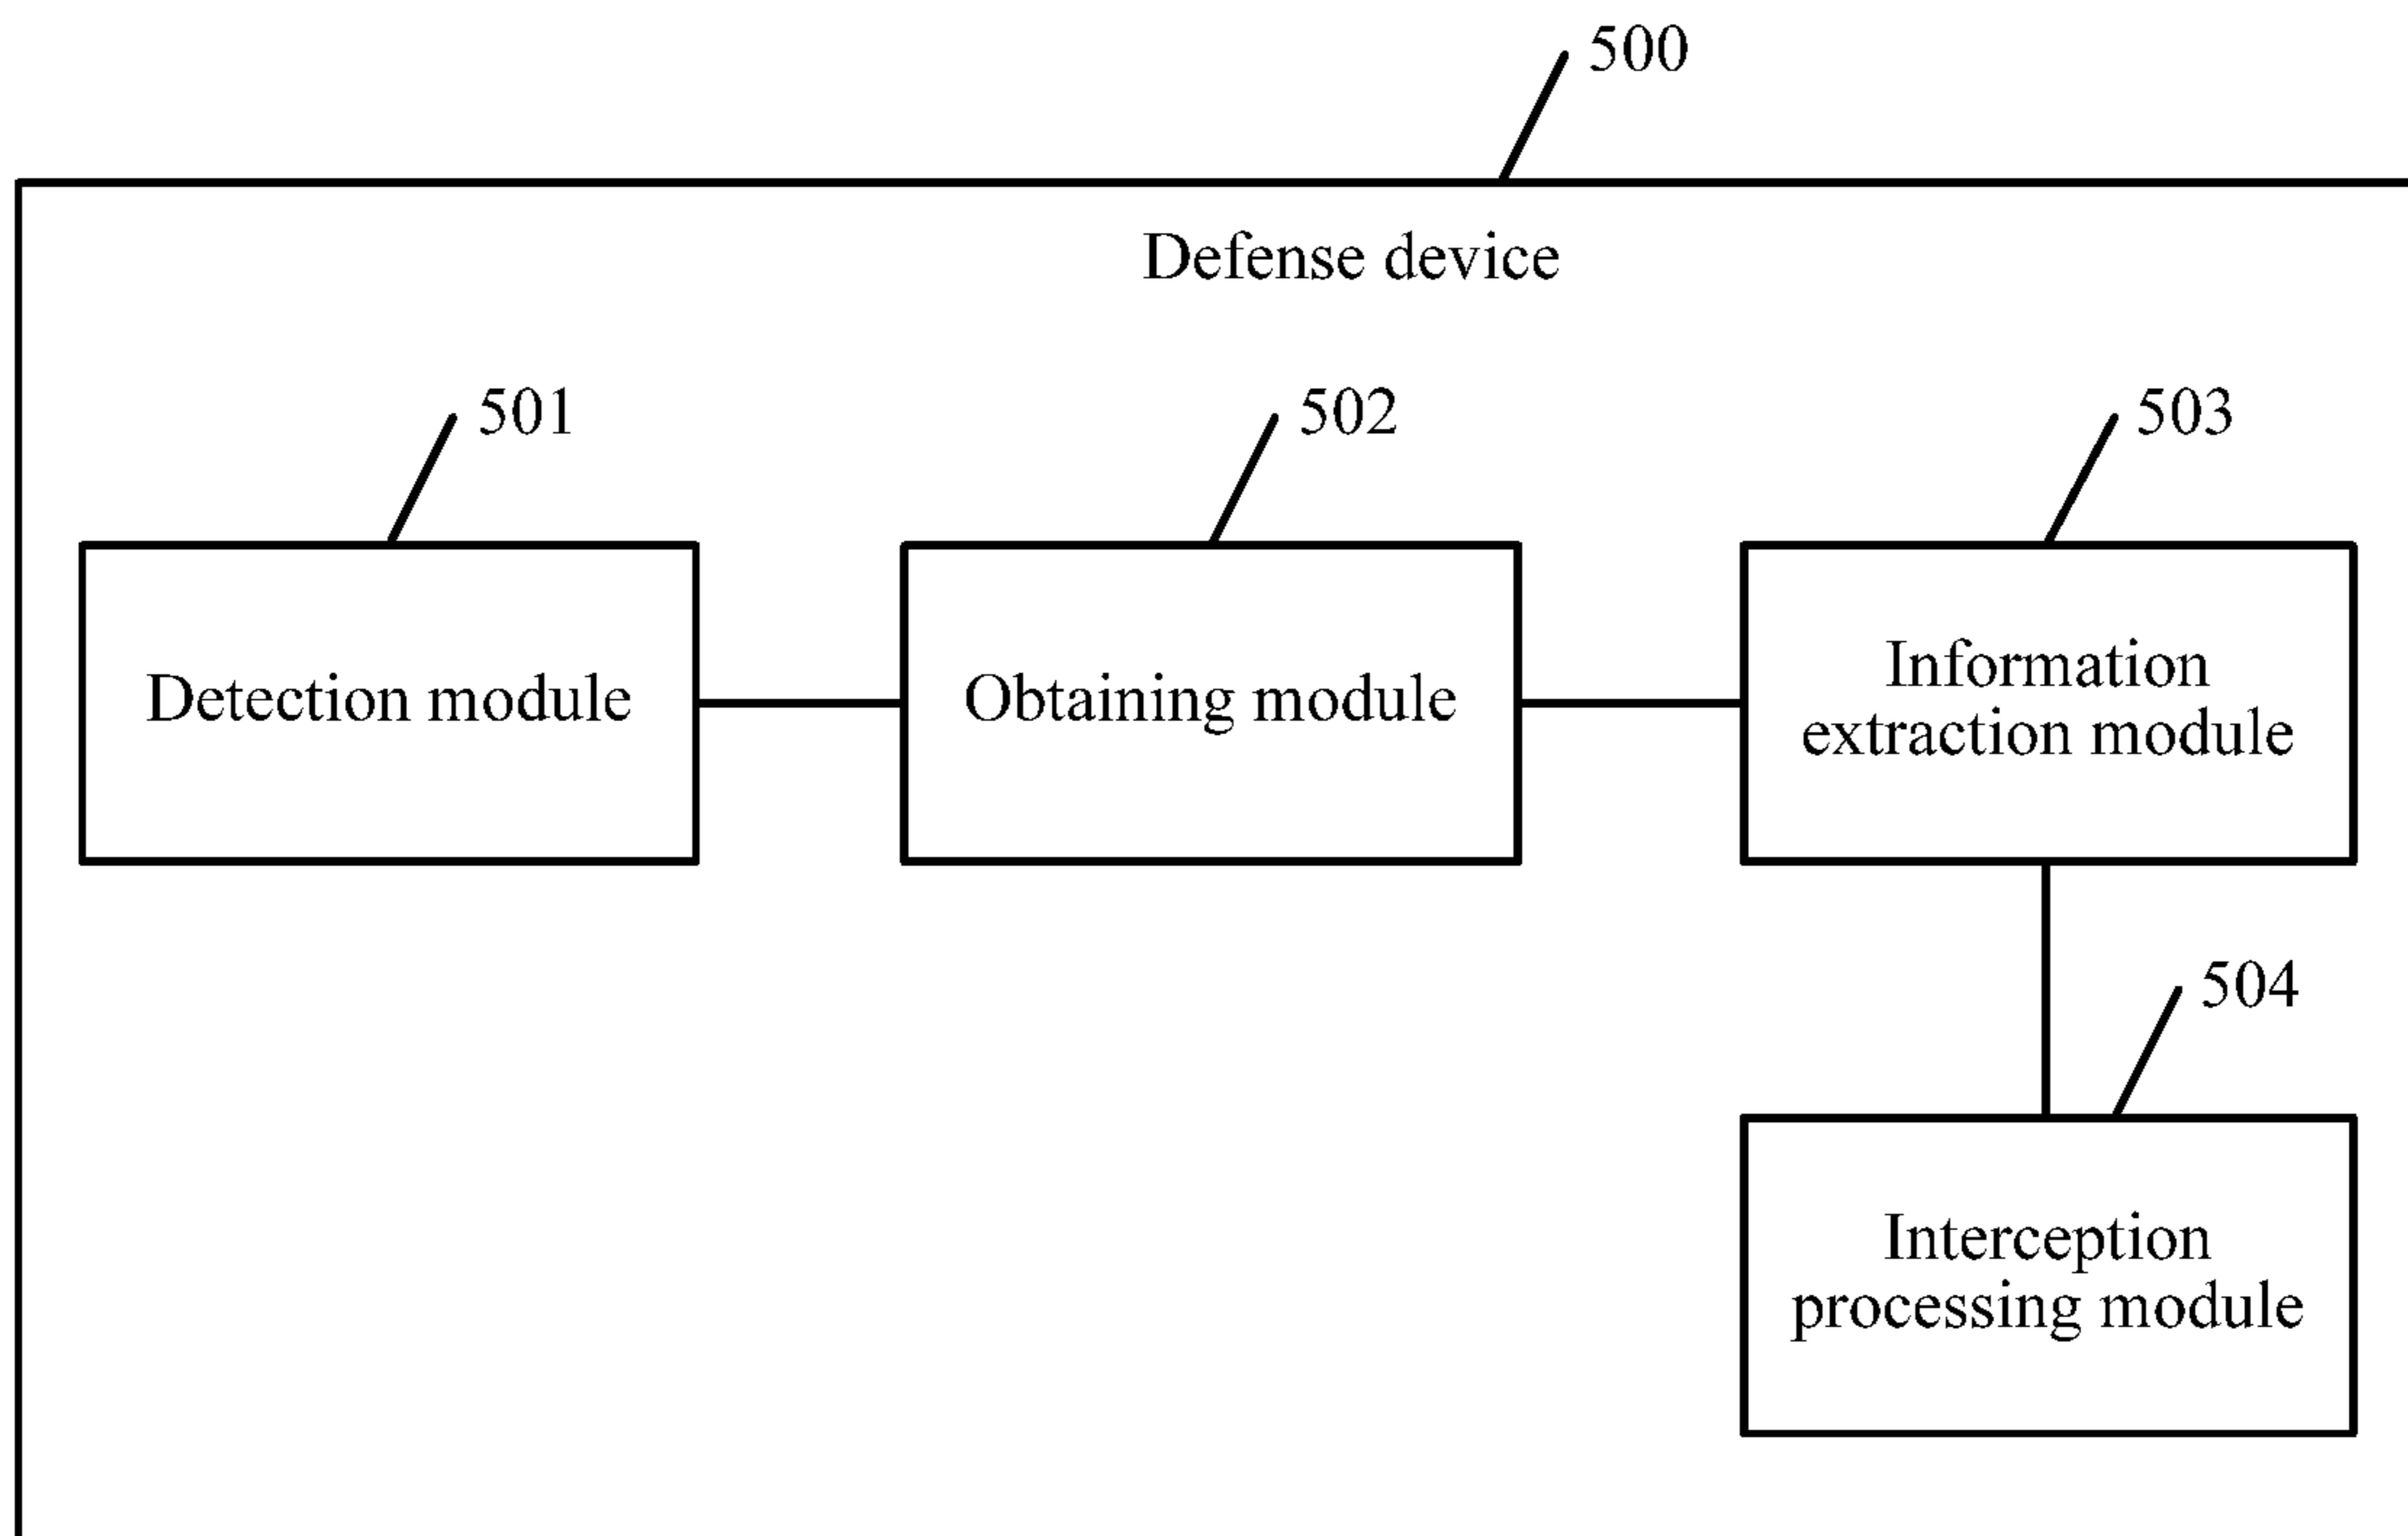 500
Defense device
501
502
503
Detection module
Obtaining module
Information
extraction module
504
Interception
processing module